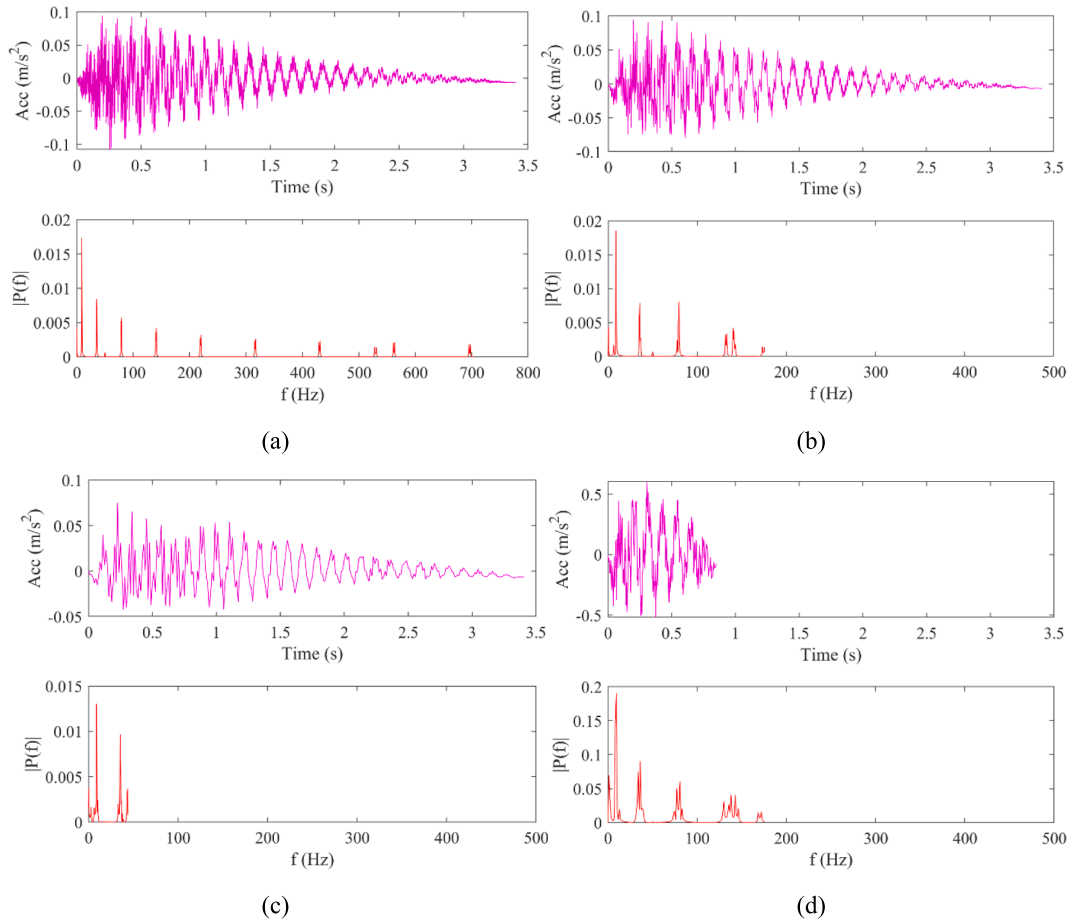 0.1
0.05
0
-0.05
-0.1
Acc (m/s²)
0 0.5 1 1.5 2 2.5 3 3.5
Time (s)
0.02
0.015
0.01
0.005
0
|P(f)|
0 100 200 300 400 500 600 700 800
f (Hz)
(a)
0.1
0.05
0
-0.05
-0.1
Acc (m/s²)
0 0.5 1 1.5 2 2.5 3 3.5
Time (s)
0.02
0.015
0.01
0.005
0
|P(f)|
0 100 200 300 400 500
f (Hz)
(b)
0.1
0.05
0
-0.05
Acc (m/s²)
0 0.5 1 1.5 2 2.5 3 3.5
Time (s)
0.015
0.01
0.005
0
|P(f)|
0 100 200 300 400 500
f (Hz)
(c)
0.5
0
-0.5
Acc (m/s²)
0 0.5 1 1.5 2 2.5 3 3.5
Time (s)
0.2
0.15
0.1
0.05
0
|P(f)|
0 100 200 300 400 500
f (Hz)
(d)